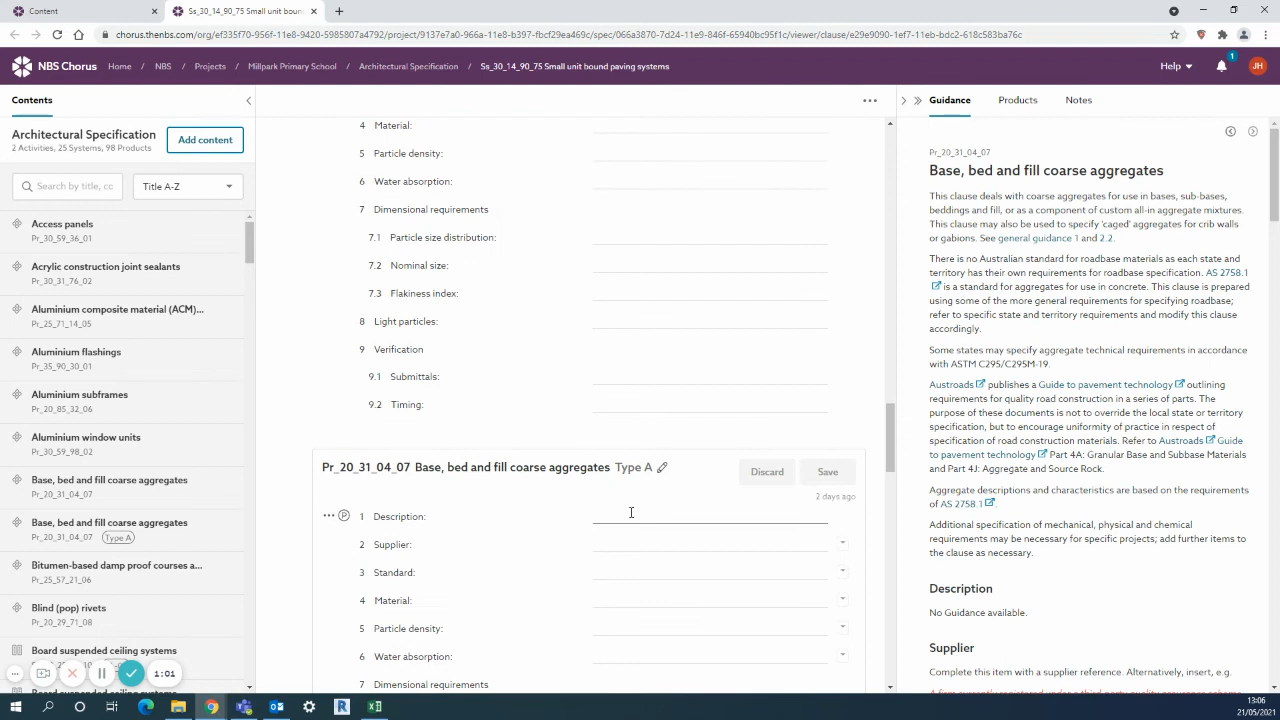 Content
Ss_30_14_90_75 Small unit boun
chorus.thenbs.com/org/ef335f70-956f-11e8-9420-5985807a4792/project/9137e7a0-966a-11e8-b397-fbcf29ea469c/spec/066a3870-7d24-11e9-846f-65940bc95f1c/viewer/clause/e29e9090-1ef7-11eb-bdc2-618c583ba76c
NBS Chorus
Home
NBS
Projects
Millpark Primary School
Architectural Specification
Ss_30_14_90_75 Small unit bound paving systems
Help
1
JH
Contents
Architectural Specification
2 Activities, 25 Systems, 98 Products
Add content
Search by title, cc
Title A-Z
Access panels
Pr_30_59_36_01
Acrylic construction joint sealants
Pr_30_31_76_02
Aluminium composite material (ACM)...
Pr_25_71_14_05
Aluminium flashings
Pr_35_90_30_01
Aluminium subframes
Pr_20_85_32_06
Aluminium window units
Pr_30_59_98_02
Base, bed and fill coarse aggregates
Pr_20_31_04_07
Base, bed and fill coarse aggregates
Pr_20_31_04_07 Type A
Bitumen-based damp proof courses a...
Pr_25_57_21_06
Blind (pop) rivets
Pr_20_29_71_08
Board suspended ceiling systems
1:01
4 Material:
5 Particle density:
6 Water absorption:
7 Dimensional requirements
7.1 Particle size distribution:
7.2 Nominal size:
7.3 Flakiness index:
8 Light particles:
9 Verification
9.1 Submittals:
9.2 Timing:
Pr_20_31_04_07 Base, bed and fill coarse aggregates Type A
Discard
Save
2 days ago
P
1 Description:
2 Supplier:
3 Standard:
4 Material:
5 Particle density:
6 Water absorption:
7 Dimensional requirements
Guidance
Products
Notes
Pr_20_31_04_07
Base, bed and fill coarse aggregates
This clause deals with coarse aggregates for use in bases, sub-bases,
beddings and fill, or as a component of custom all-in aggregate mixtures.
This clause may also be used to specify 'caged' aggregates for crib walls
or gabions. See general guidance 1 and 2.2.
There is no Australian standard for roadbase materials as each state and
territory has their own requirements for roadbase specification. AS 2758.1
is a standard for aggregates for use in concrete. This clause is prepared
using some of the more general requirements for specifying roadbase;
refer to specific state and territory requirements and modify this clause
accordingly.
Some states may specify aggregate technical requirements in accordance
with ASTM C295/C295M-19.
Austroads publishes a Guide to pavement technology outlining
requirements for quality road construction in a series of parts. The
purpose of these documents is not to override the local state or territory
specification, but to encourage uniformity of practice in respect of
specification of road construction materials. Refer to Austroads Guide
to pavement technology Part 4A: Granular Base and Subbase Materials
and Part 4J: Aggregate and Source Rock.
Aggregate descriptions and characteristics are based on the requirements
of AS 2758.1.
Additional specification of mechanical, physical and chemical
requirements may be necessary for specific projects; add further items to
the clause as necessary.
Description
No Guidance available.
Supplier
Complete this item with a supplier reference. Alternatively, insert, e.g.
A firm currently registered under a third party quality assurance scheme
13:06
21/05/2021